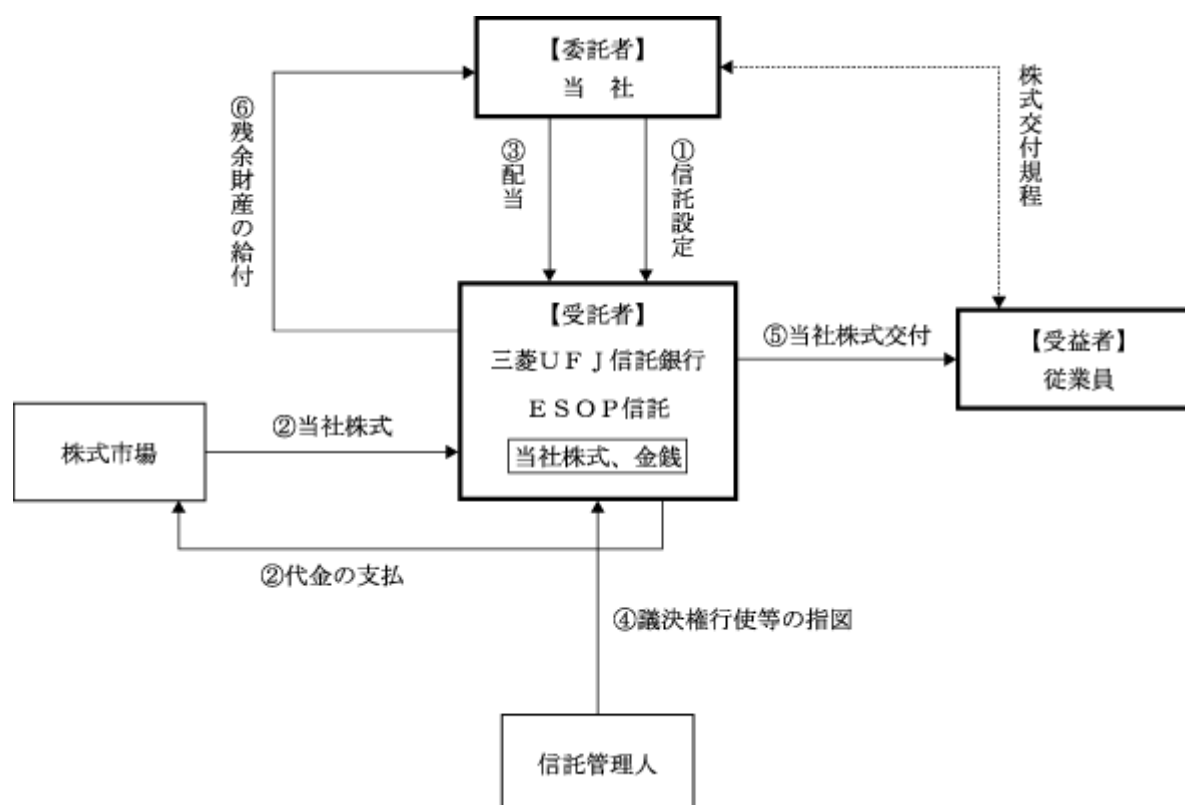 【委託者】
当 社
⑥残余財産の給付
③配当
①信託設定
株式交付規程
【受託者】
三菱UFJ信託銀行
ESOP信託
当社株式、金銭
⑤当社株式交付
【受益者】
従業員
②当社株式
株式市場
②代金の支払
④議決権行使等の指図
信託管理人